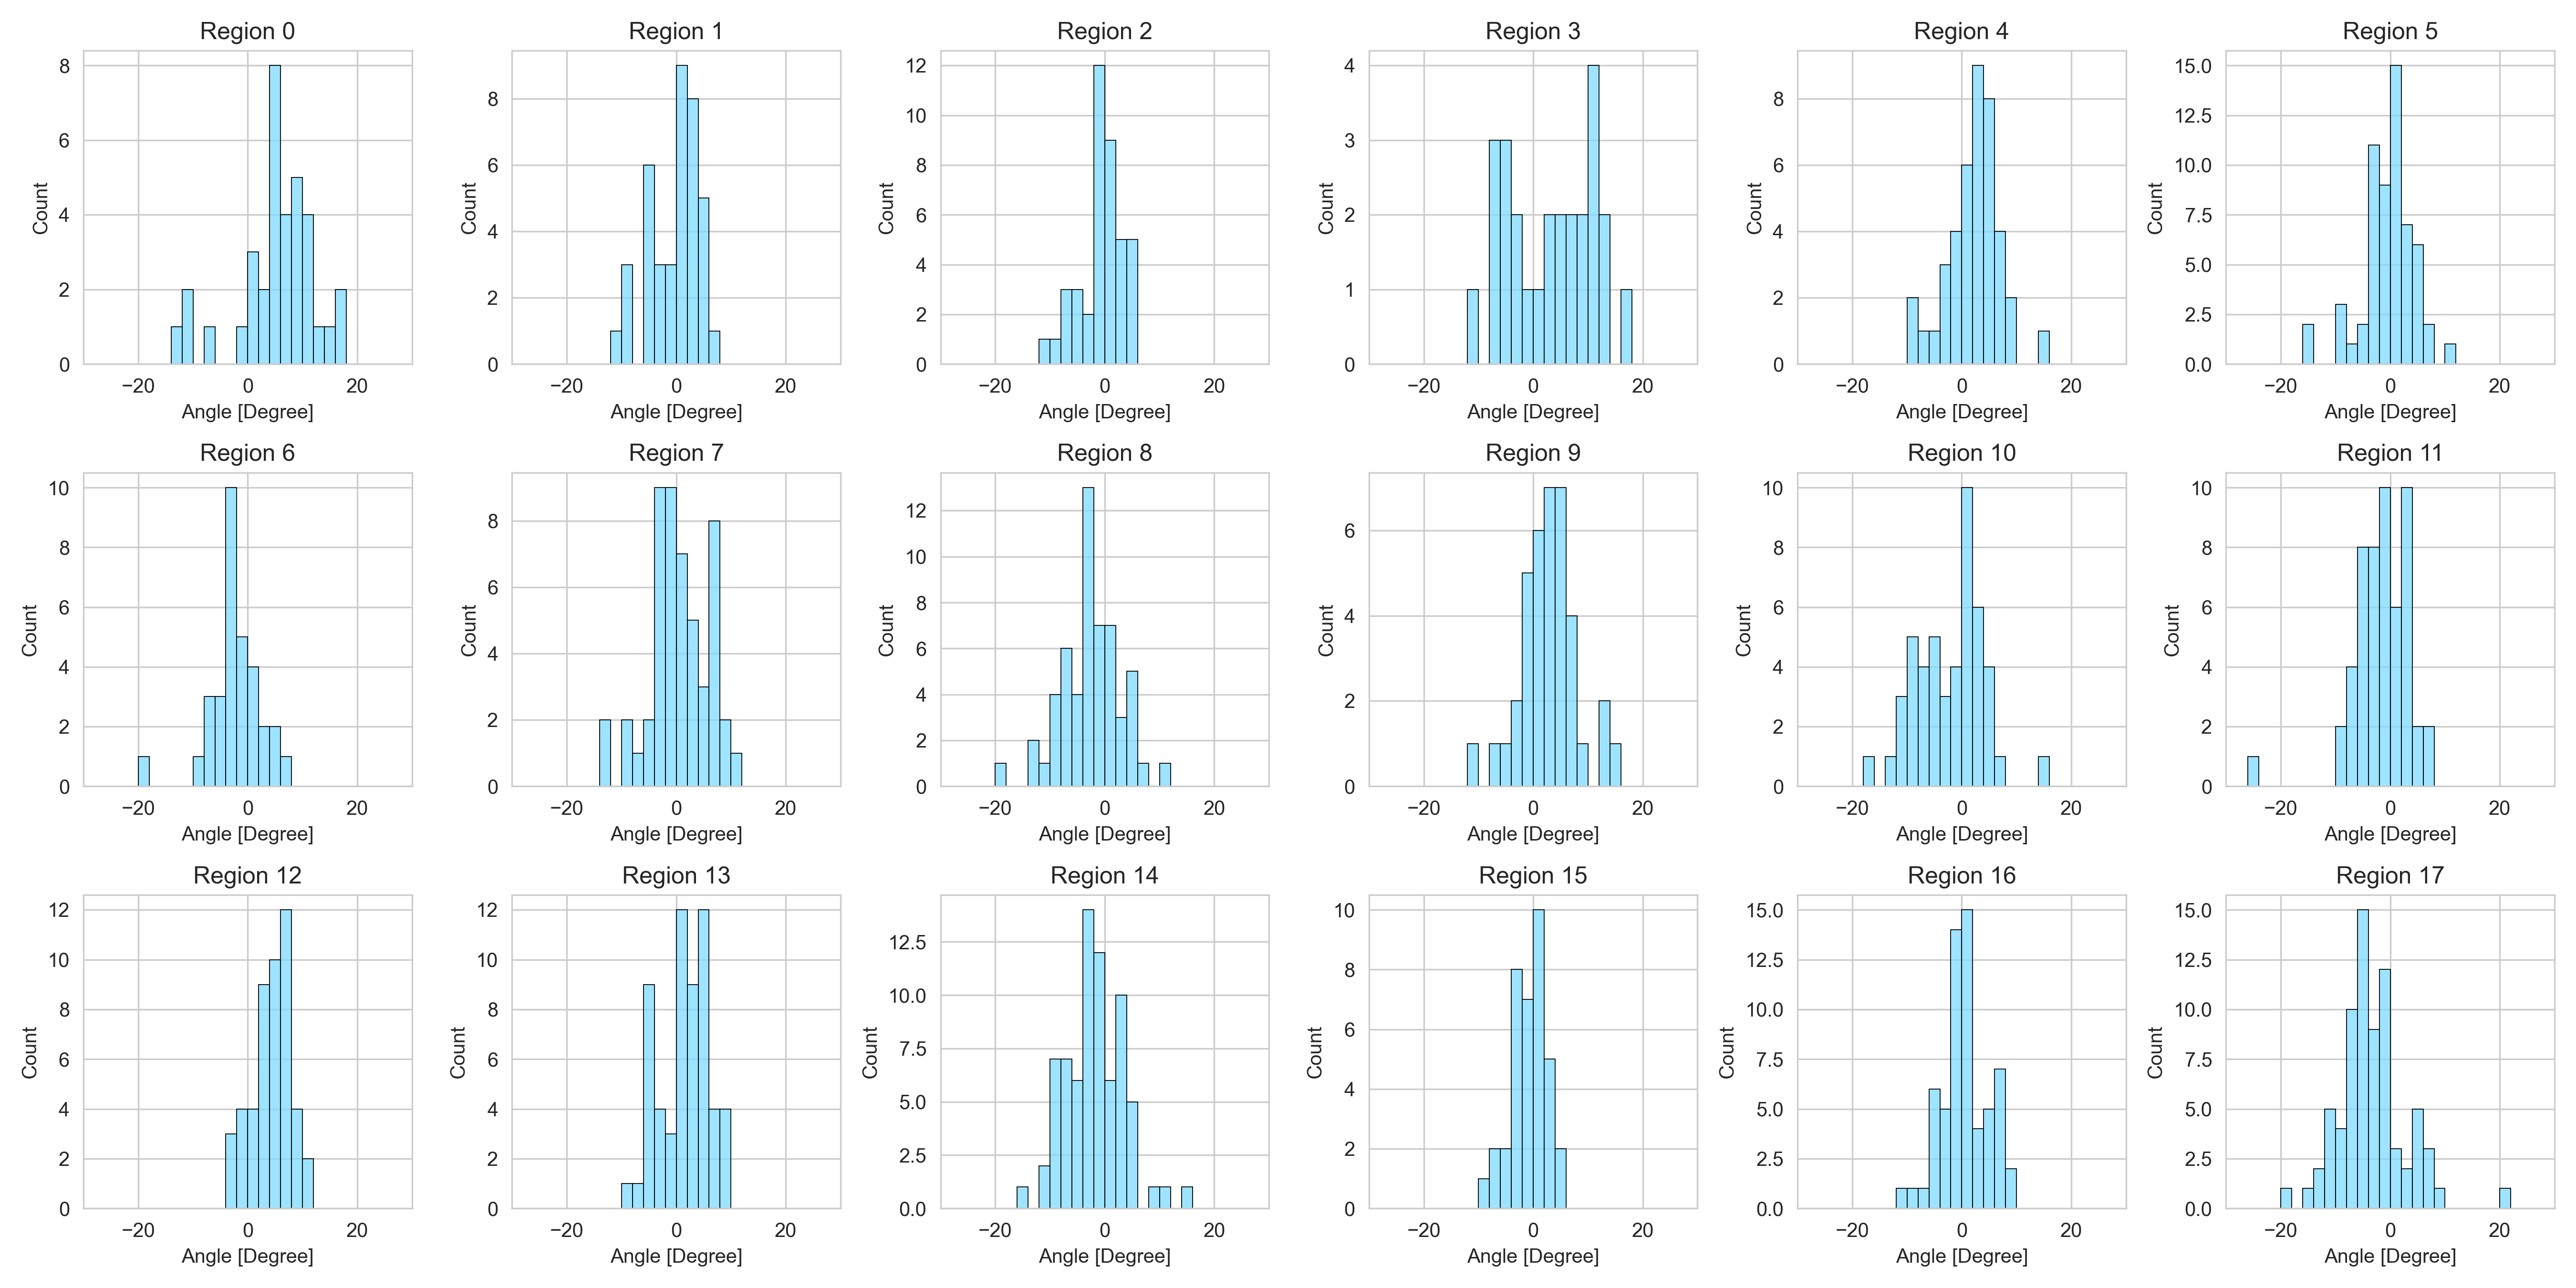 Region 0
Region 1
Region 2
Region 3
Region 4
Region 5
8
6
4
2
0
Count
−20 0 20
Angle [Degree]
8
6
4
2
0
Count
−20 0 20
Angle [Degree]
12
10
8
6
4
2
0
Count
−20 0 20
Angle [Degree]
4
3
2
1
0
Count
−20 0 20
Angle [Degree]
8
6
4
2
0
Count
−20 0 20
Angle [Degree]
15.0
12.5
10.0
7.5
5.0
2.5
0.0
Count
−20 0 20
Angle [Degree]
Region 6
Region 7
Region 8
Region 9
Region 10
Region 11
10
8
6
4
2
0
Count
−20 0 20
Angle [Degree]
8
6
4
2
0
Count
−20 0 20
Angle [Degree]
12
10
8
6
4
2
0
Count
−20 0 20
Angle [Degree]
6
4
2
0
Count
−20 0 20
Angle [Degree]
10
8
6
4
2
0
Count
−20 0 20
Angle [Degree]
10
8
6
4
2
0
Count
−20 0 20
Angle [Degree]
Region 12
Region 13
Region 14
Region 15
Region 16
Region 17
12
10
8
6
4
2
0
Count
−20 0 20
Angle [Degree]
12
10
8
6
4
2
0
Count
−20 0 20
Angle [Degree]
12.5
10.0
7.5
5.0
2.5
0.0
Count
−20 0 20
Angle [Degree]
10
8
6
4
2
0
Count
−20 0 20
Angle [Degree]
15.0
12.5
10.0
7.5
5.0
2.5
0.0
Count
−20 0 20
Angle [Degree]
15.0
12.5
10.0
7.5
5.0
2.5
0.0
Count
−20 0 20
Angle [Degree]